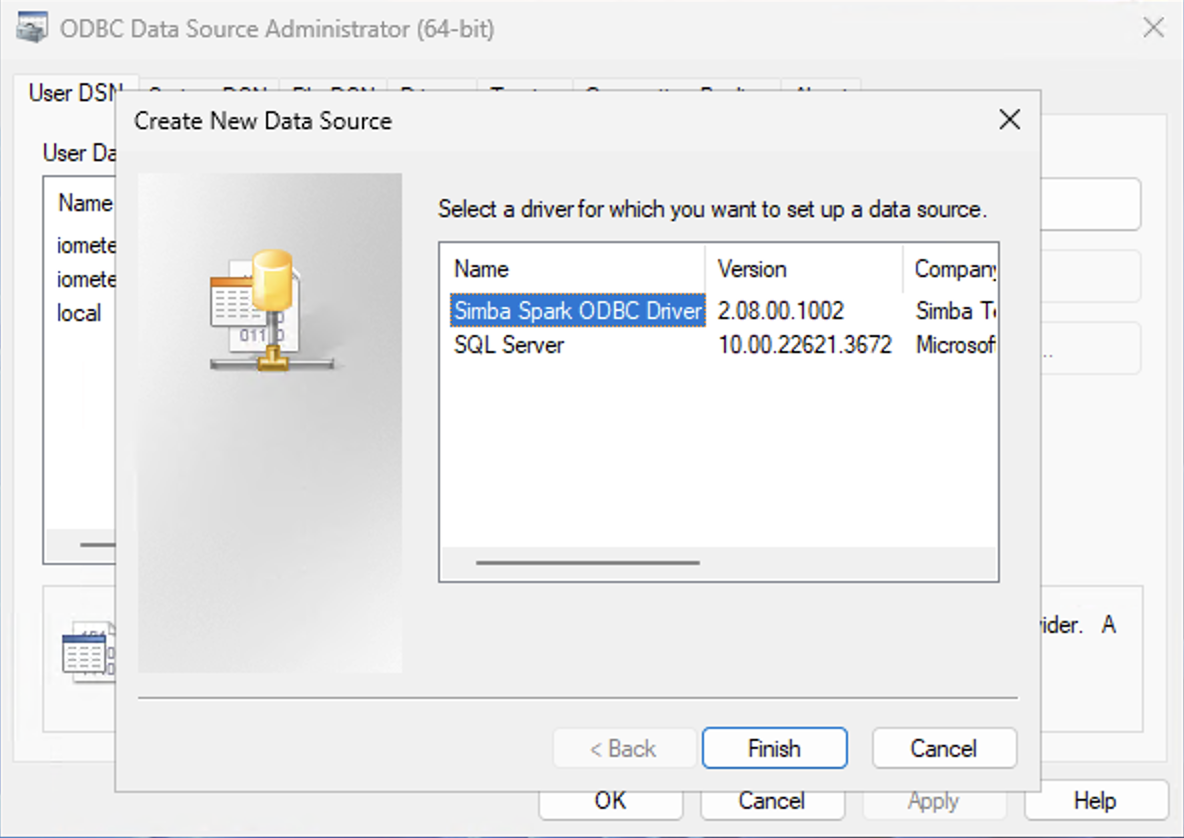 ODBC Data Source Administrator (64-bit)
User DSN
Create New Data Source
User Da
Name
iomete
iomete
local
Select a driver for which you want to set up a data source.
Name Version Company
Simba Spark ODBC Driver 2.08.00.1002 Simba Te
SQL Server 10.00.22621.3672 Microsoft
..
01110
vider. A
< Back Finish Cancel
OK Cancel Apply Help